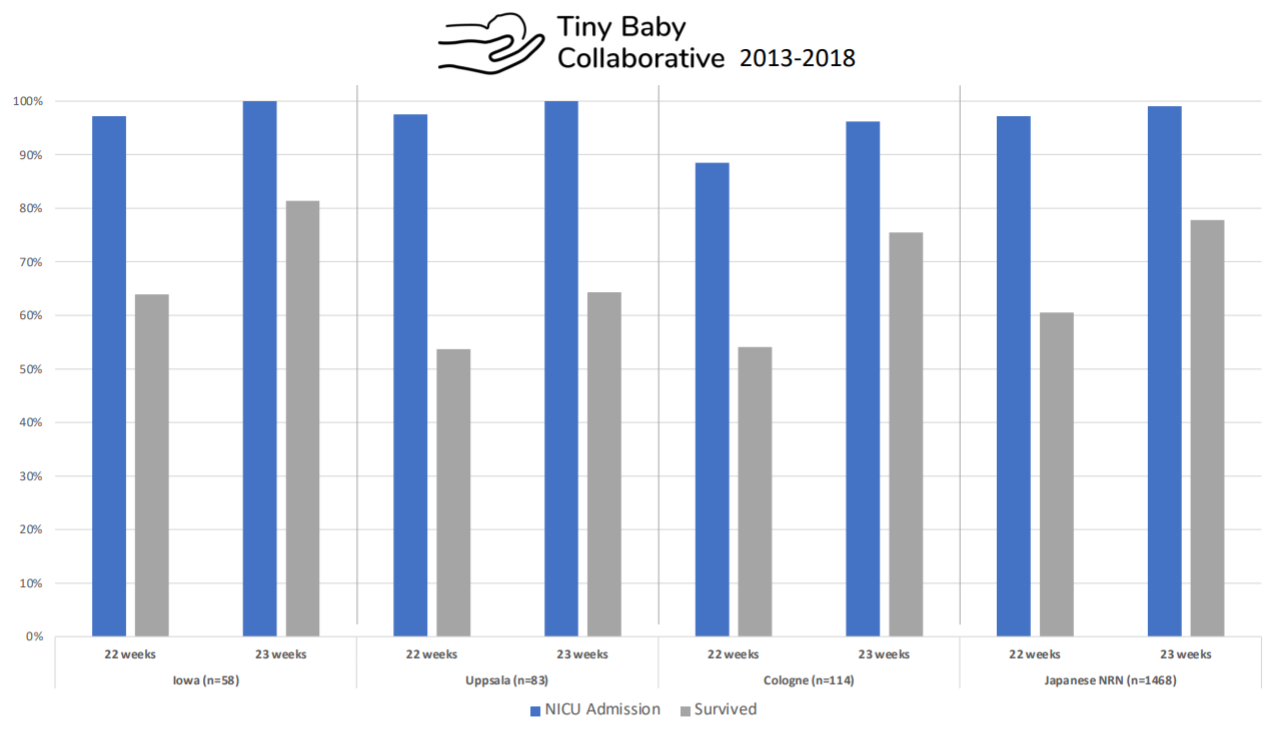 Tiny Baby
Collaborative 2013-2018
100%
90%
80%
70%
60%
50%
40%
30%
20%
10%
0%
22 weeks 23 weeks 22 weeks 23 weeks 22 weeks 23 weeks 22 weeks 23 weeks
Iowa (n=58) Uppsala (n=83) Cologne (n=114) Japanese NRN (n=1468)
NICU Admission Survived